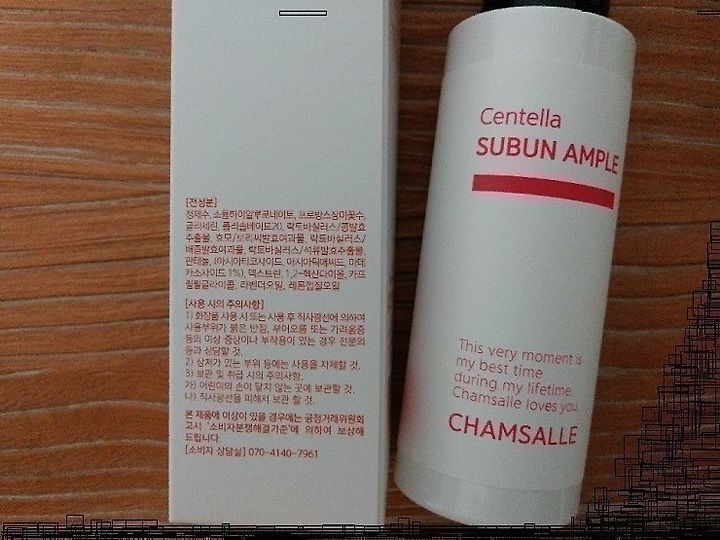 [전성분]
정제수, 소듐하이알루로네이트, 프로방스장미꽃수,
글리세린, 폴리솔베이트20, 락토바실러스/콩발효
추출물, 효모/보리씨발효여과물, 락토바실러스/
배즙발효여과물, 락토바실러스/석류발효추출물,
판테놀, (아시아티코사이드, 아시아틱애씨드, 마데
카소사이드 1%), 덱스트린, 1,2-헥산다이올, 카프
릴릴글라이콜, 라벤더오일, 레몬껍질오일
[사용 시의 주의사항]
1) 화장품 사용 시 또는 사용 후 직사광선에 의하여
사용부위가 붉은 반점, 부어오름 또는 가려움증
등의 이상 증상이나 부작용이 있는 경우 전문의
등과 상담할 것.
2) 상처가 있는 부위 등에는 사용을 자제할 것.
3) 보관 및 취급 시의 주의사항.
가) 어린이의 손이 닿지 않는 곳에 보관할 것.
나) 직사광선을 피해서 보관 할 것.
본 제품에 이상이 있을 경우에는 공정거래위원회
고시 '소비자분쟁해결기준'에 의하여 보상해
드립니다.
[소비자 상담실] 070-4140-7961
Centella
SUBUN AMPLE
This very moment is
my best time
during my lifetime
Chamsalle loves you.
CHAMSALLE